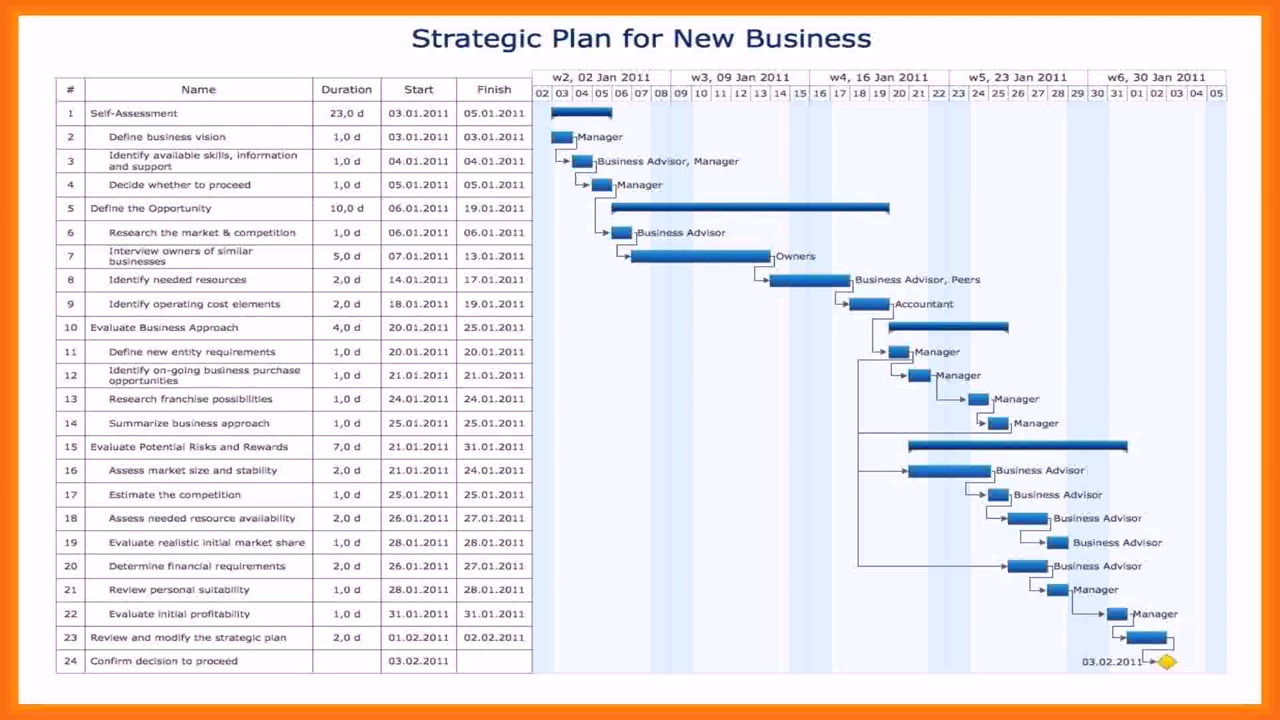 Strategic Plan for New Business
# Name Duration Start Finish w2, 02 Jan 2011 w3, 09 Jan 2011 w4, 16 Jan 2011 w5, 23 Jan 2011 w6, 30 Jan 2011
02 03 04 05 06 07 08 09 10 11 12 13 14 15 16 17 18 19 20 21 22 23 24 25 26 27 28 29 30 31 01 02 03 04 05
1 Self-Assessment 23,0 d 03.01.2011 05.01.2011
2 Define business vision 1,0 d 03.01.2011 03.01.2011 Manager
3 Identify available skills, information
and support 1,0 d 04.01.2011 04.01.2011 Business Advisor, Manager
4 Decide whether to proceed 1,0 d 05.01.2011 05.01.2011 Manager
5 Define the Opportunity 10,0 d 06.01.2011 19.01.2011
6 Research the market & competition 1,0 d 06.01.2011 06.01.2011 Business Advisor
7 Interview owners of similar
businesses 5,0 d 07.01.2011 13.01.2011 Owners
8 Identify needed resources 2,0 d 14.01.2011 17.01.2011 Business Advisor, Peers
9 Identify operating cost elements 2,0 d 18.01.2011 19.01.2011 Accountant
10 Evaluate Business Approach 4,0 d 20.01.2011 25.01.2011
11 Define new entity requirements 1,0 d 20.01.2011 20.01.2011 Manager
12 Identify on-going business purchase
opportunities 1,0 d 21.01.2011 21.01.2011 Manager
13 Research franchise possibilities 1,0 d 24.01.2011 24.01.2011 Manager
14 Summarize business approach 1,0 d 25.01.2011 25.01.2011 Manager
15 Evaluate Potential Risks and Rewards 7,0 d 21.01.2011 31.01.2011
16 Assess market size and stability 2,0 d 21.01.2011 24.01.2011 Business Advisor
17 Estimate the competition 1,0 d 25.01.2011 25.01.2011 Business Advisor
18 Assess needed resource availability 2,0 d 26.01.2011 27.01.2011 Business Advisor
19 Evaluate realistic initial market share 1,0 d 28.01.2011 28.01.2011 Business Advisor
20 Determine financial requirements 2,0 d 26.01.2011 27.01.2011 Business Advisor
21 Review personal suitability 1,0 d 28.01.2011 28.01.2011 Manager
22 Evaluate initial profitability 1,0 d 31.01.2011 31.01.2011 Manager
23 Review and modify the strategic plan 2,0 d 01.02.2011 02.02.2011
24 Confirm decision to proceed 03.02.2011 03.02.2011